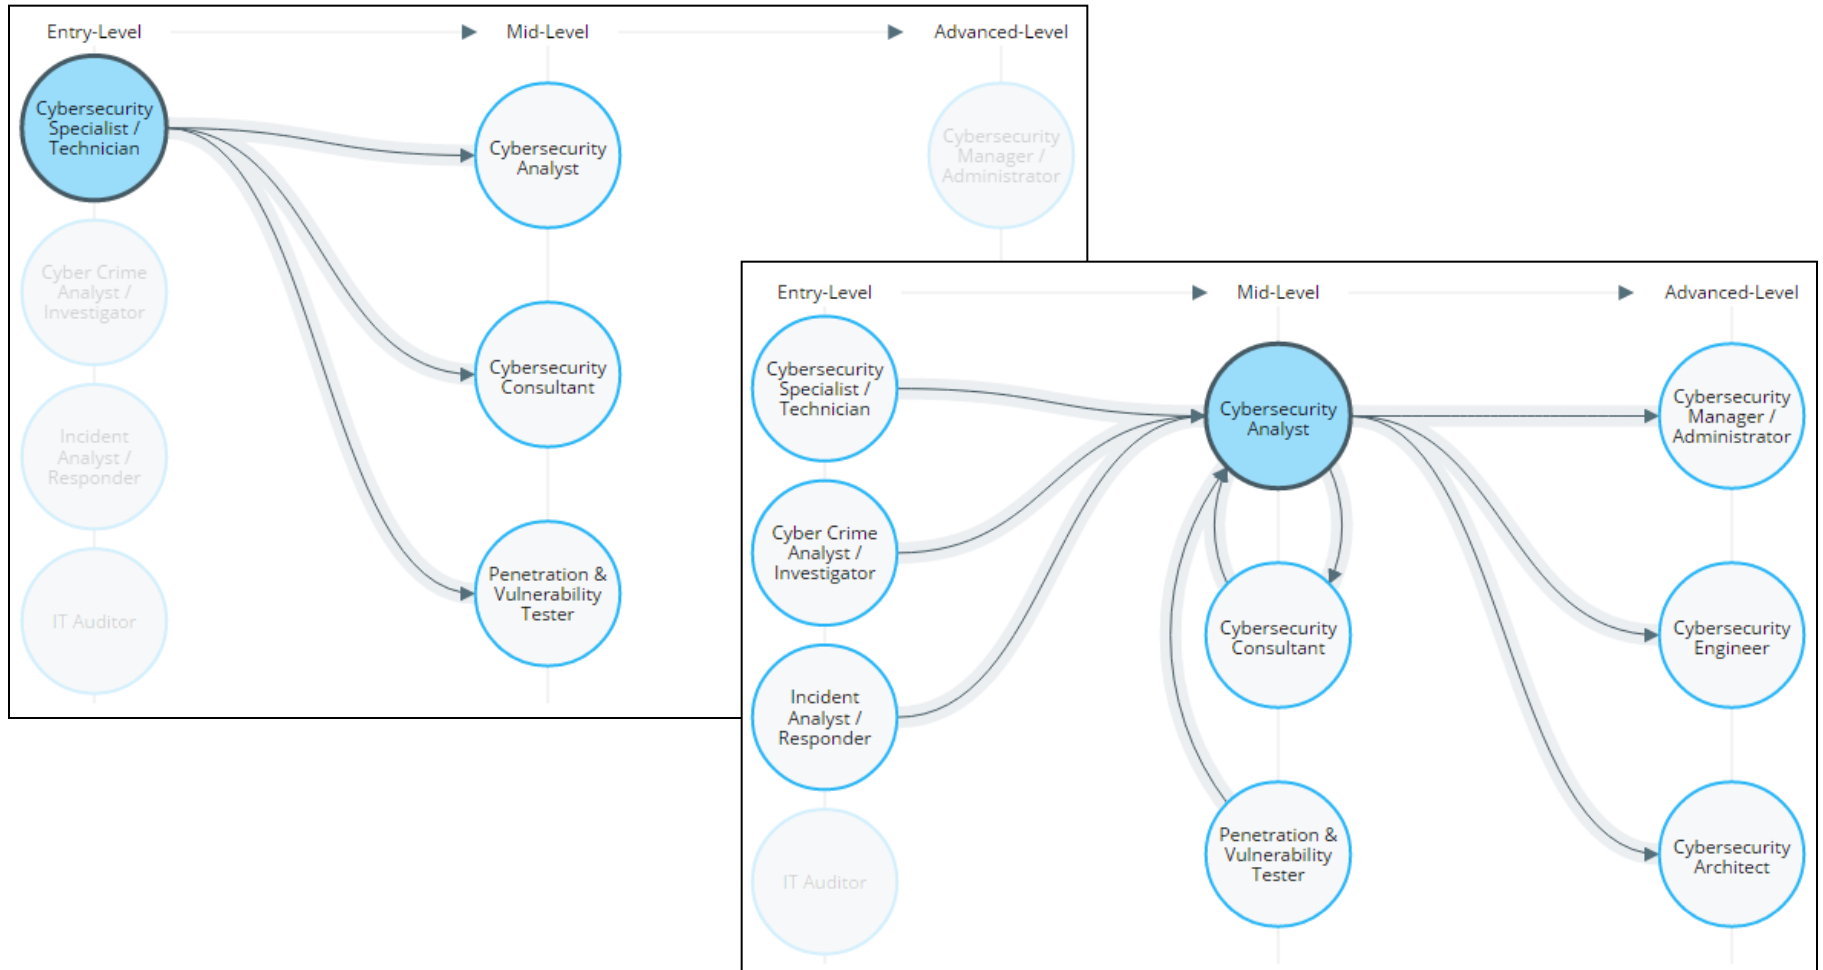 Entry-Level
Mid-Level
Advanced-Level
Cybersecurity
Specialist /
Technician
Cyber Crime
Analyst /
Investigator
Incident
Analyst /
Responder
IT Auditor
Cybersecurity
Analyst
Cybersecurity
Consultant
Penetration &
Vulnerability
Tester
Cybersecurity
Manager /
Administrator
Entry-Level
Mid-Level
Advanced-Level
Cybersecurity
Specialist /
Technician
Cyber Crime
Analyst /
Investigator
Incident
Analyst /
Responder
IT Auditor
Cybersecurity
Analyst
Cybersecurity
Consultant
Penetration &
Vulnerability
Tester
Cybersecurity
Manager /
Administrator
Cybersecurity
Engineer
Cybersecurity
Architect